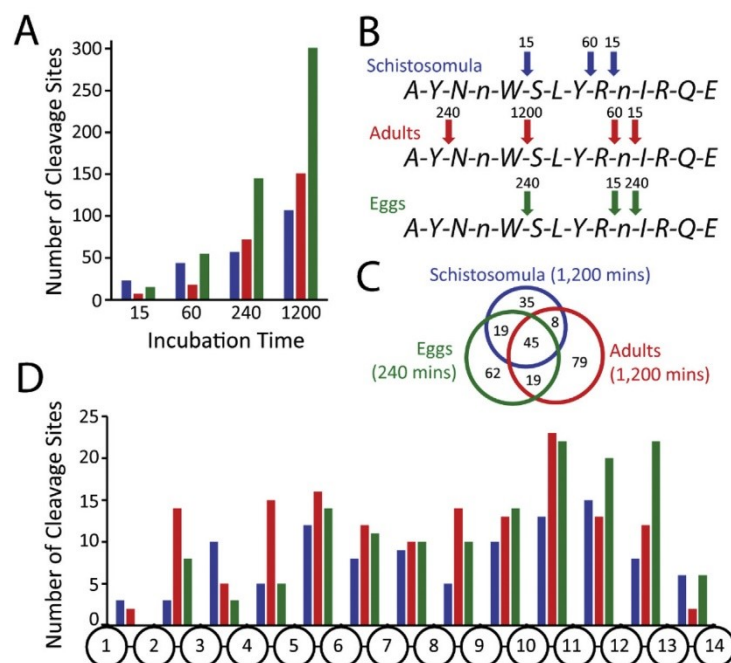 A
Number of Cleavage Sites
300
250
200
150
100
50
0
15 60 240 1200
Incubation Time
B
15 60 15
Schistosomula
A-Y-N-n-W-S-L-Y-R-n-I-R-Q-E
240 1200 60 15
Adults
A-Y-N-n-W-S-L-Y-R-n-I-R-Q-E
240 15 240
Eggs
A-Y-N-n-W-S-L-Y-R-n-I-R-Q-E
C
Schistosomula (1,200 mins)
35
19 8
45
Eggs
(240 mins)
Adults
(1,200 mins)
62 19 79
D
Number of Cleavage Sites
25
20
15
10
5
0
1 2 3 4 5 6 7 8 9 10 11 12 13 14